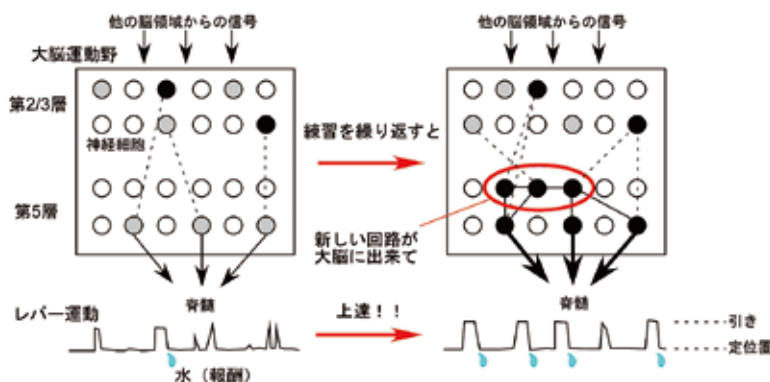 他の脳領域からの信号
大脳運動野
第2/3層
神経細胞
第5層
脊髄
レバー運動
水（報酬）
練習を繰り返すと
新しい回路が
大脳に出来て
上達！！
他の脳領域からの信号
脊髄
引き
定位置